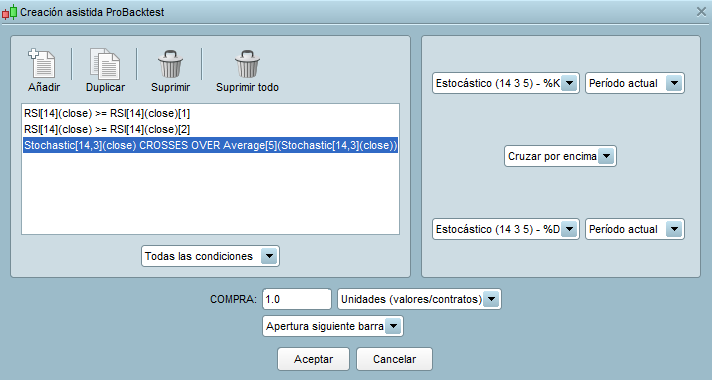 Creación asistida ProBacktest
Añadir Duplicar Suprimir Suprimir todo
RSI[14](close) >= RSI[14](close)[1]
RSI[14](close) >= RSI[14](close)[2]
Stochastic[14,3](close) CROSSES OVER Average[5](Stochastic[14,3](close))
Todas las condiciones
Estocástico (14 3 5) - %K Período actual
Cruzar por encima
Estocástico (14 3 5) - %D Período actual
COMPRA: 1.0 Unidades (valores/contratos)
Apertura siguiente barra
Aceptar Cancelar